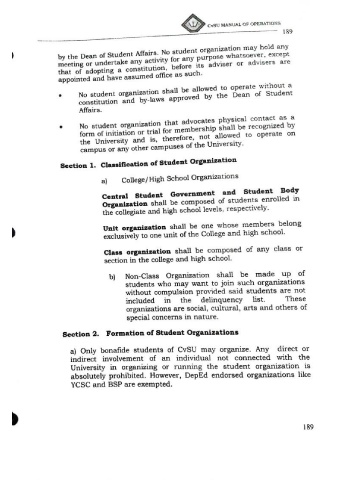 CvSU MANUAL OF OPERATIONS
189
by the Dean of Student Affairs. No student organization may hold any
meeting or undertake any activity for any purpose whatsoever, except
that of adopting a constitution, before its adviser or advisers are
appointed and have assumed office as such.
• No student organization shall be allowed to operate without a
constitution and by-laws approved by the Dean of Student
Affairs.
• No student organization that advocates physical contact as a
form of initiation or trial for membership shall be recognized by
the University and is, therefore, not allowed to operate on
campus or any other campuses of the University.
Section 1. Classification of Student Organization
a) College/High School Organizations
Central Student Government and Student Body
Organization shall be composed of students enrolled in
the collegiate and high school levels, respectively.
Unit organization shall be one whose members belong
exclusively to one unit of the College and high school.
Class organization shall be composed of any class or
section in the college and high school.
b) Non-Class Organization shall be made up of
students who may want to join such organizations
without compulsion provided said students are not
included in the delinquency list. These
organizations are social, cultural, arts and others of
special concerns in nature.
Section 2. Formation of Student Organizations
a) Only bonafide students of CvSU may organize. Any direct or
indirect involvement of an individual not connected with the
University in organizing or running the student organization is
absolutely prohibited. However, DepEd endorsed organizations like
YCSC and BSP are exempted.
189